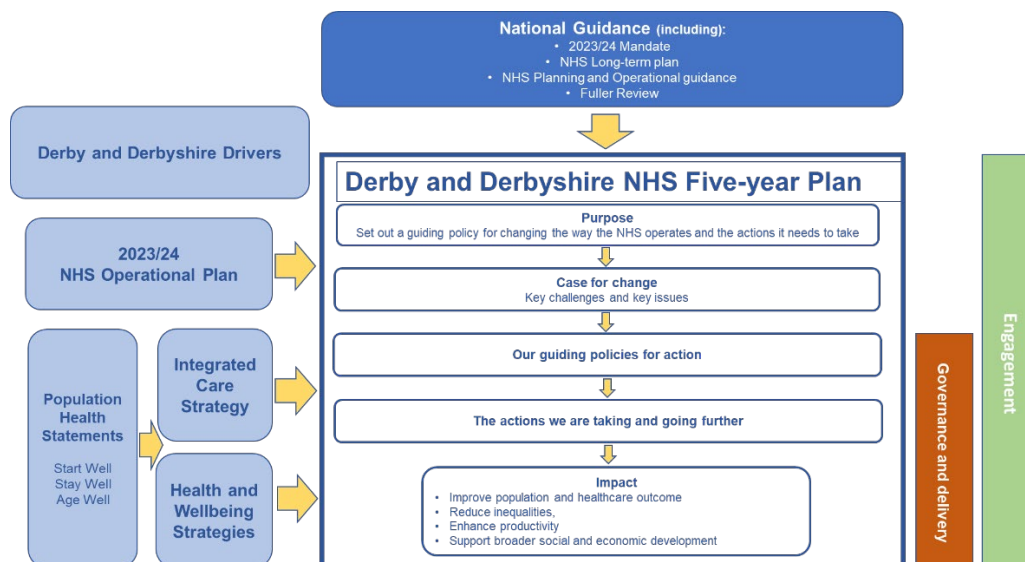 National Guidance (including):
• 2023/24 Mandate
• NHS Long-term plan
• NHS Planning and Operational guidance
• Fuller Review
Derby and Derbyshire Drivers
Derby and Derbyshire NHS Five-year Plan
Purpose
Set out a guiding policy for changing the way the NHS operates and the actions it needs to take
2023/24
NHS Operational Plan
Case for change
Key challenges and key issues
Our guiding policies for action
Population
Health
Statements
Start Well
Stay Well
Age Well
Integrated
Care
Strategy
The actions we are taking and going further
Health and
Wellbeing
Strategies
Impact
• Improve population and healthcare outcome
• Reduce inequalities,
• Enhance productivity
• Support broader social and economic development
Governance and delivery
Engagement